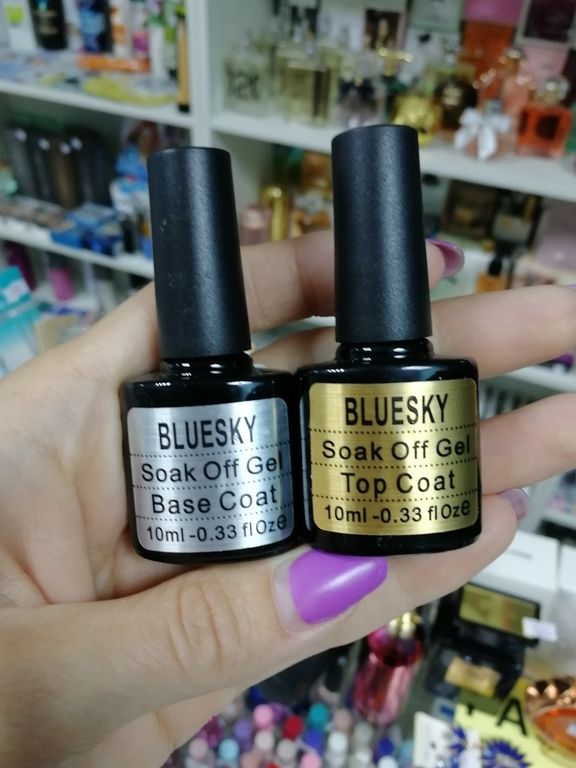 BLUESKY
Soak Off Gel
Base Coat
10ml -0.33 flOze
BLUESKY
Soak Off Gel
Top Coat
10ml -0.33 flOze